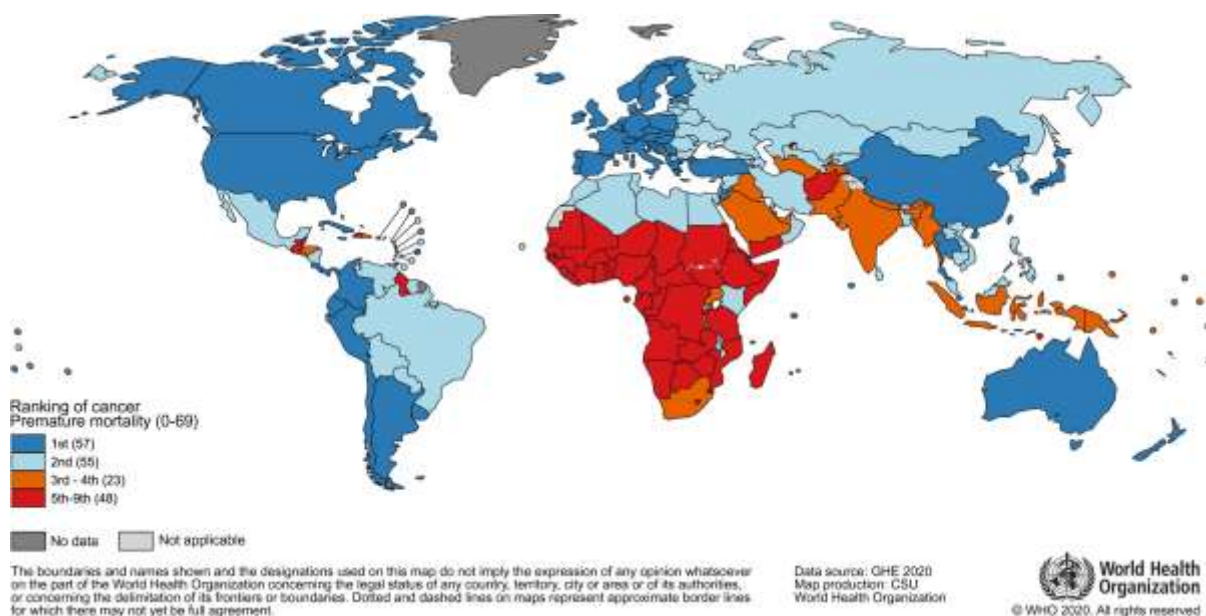 Ranking of cancer
Premature mortality (0-69)
1st (57)
2nd (55)
3rd - 4th (23)
5th-9th (48)
No data
Not applicable
The boundaries and names shown and the designations used on this map do not imply the expression of any opinion whatsoever
on the part of the World Health Organization concerning the legal status of any country, territory, city or area or of its authorities,
or concerning the delimitation of its frontiers or boundaries. Dotted and dashed lines on maps represent approximate border lines
for which there may not yet be full agreement.
Data source: GHE 2020
Map production: CSU
World Health Organization
World Health
Organization
© WHO 2020. All rights reserved